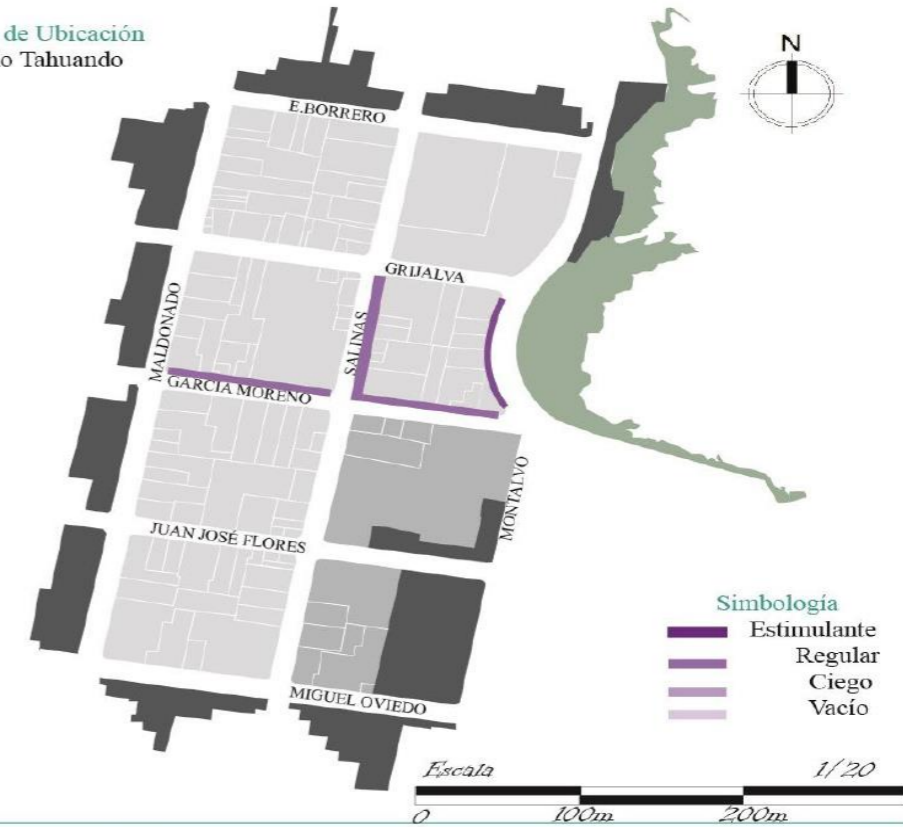 de Ubicación
o Tahuando
N
E.BORRERO
GRIJALVA
MALDONADO
SALINAS
GARCIA MORENO
MONTALVO
JUAN JOSÉ FLORES
MIGUEL OVIEDO
Simbología
Estimulante
Regular
Ciego
Vacío
Escala
1/20
0
100m
200m